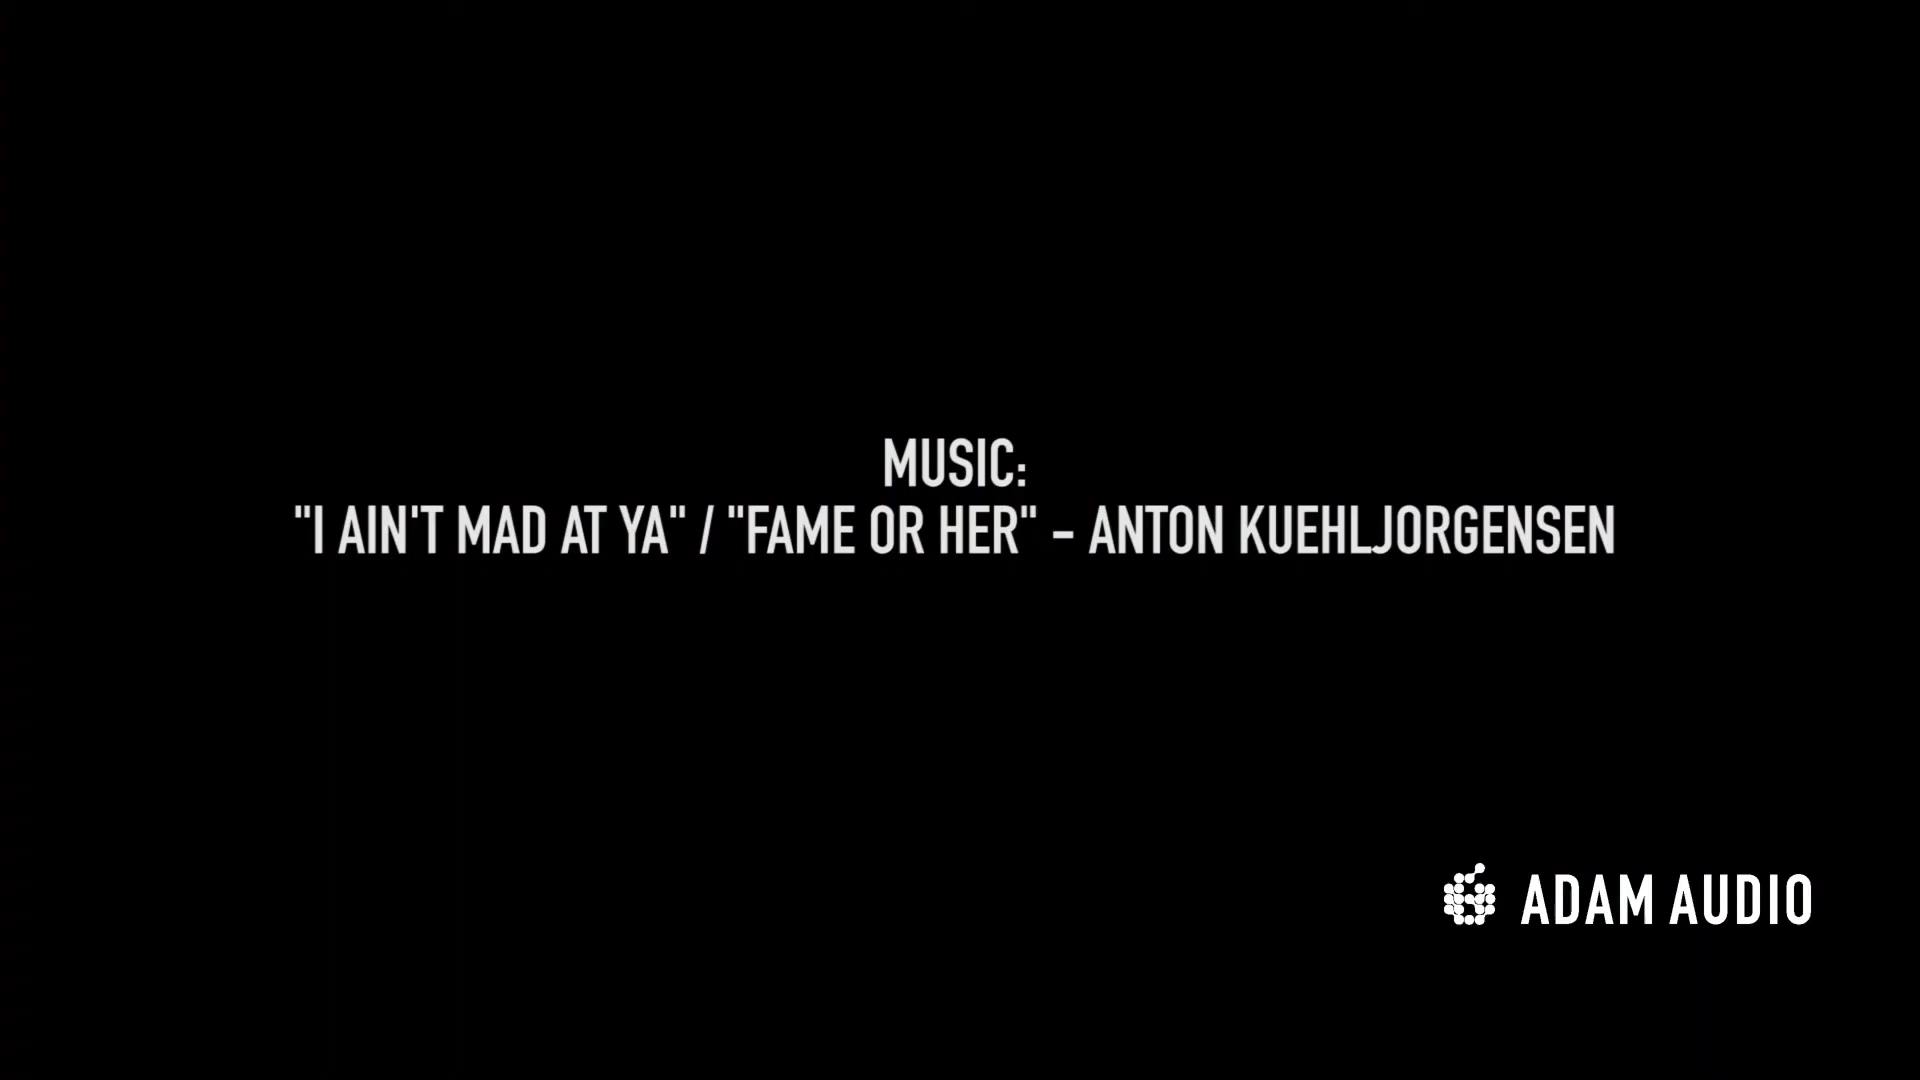 MUSIC:
"I AIN'T MAD AT YA" / "FAME OR HER" - ANTON KUEHLJORGENSEN
ADAM AUDIO